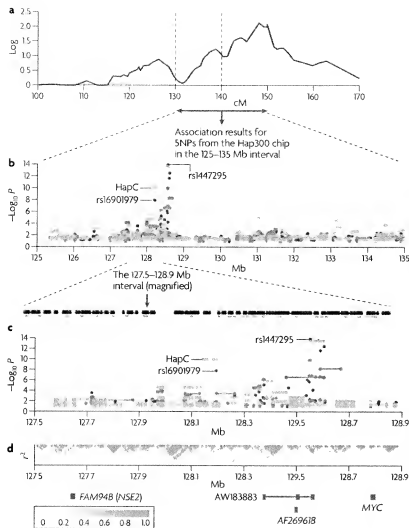 a
Log
2.5
2.0
1.5
1.0
0.5
0
100 110 120 130 140 150 160 170
cM
Association results for
SNPs from the Hap300 chip
in the 125–135 Mb interval
b
–Log10 P
14
12
10
8
6
4
2
0
rs1447295
HapC
rs16901979
125 126 127 128 129 130 131 132 133 134 135
Mb
The 127.5–128.9 Mb
interval (magnified)
c
–Log10 P
14
12
10
8
6
4
2
0
rs1447295
HapC
rs16901979
127.5 127.7 127.9 128.1 129.3 129.5 128.7 128.9
Mb
d
r2
127.5 127.7 127.9 128.1 129.3 129.5 128.7 128.9
Mb
FAM94B (NSE2)
AW183883
AF269618
MYC
0 0.2 0.4 0.6 0.8 1.0